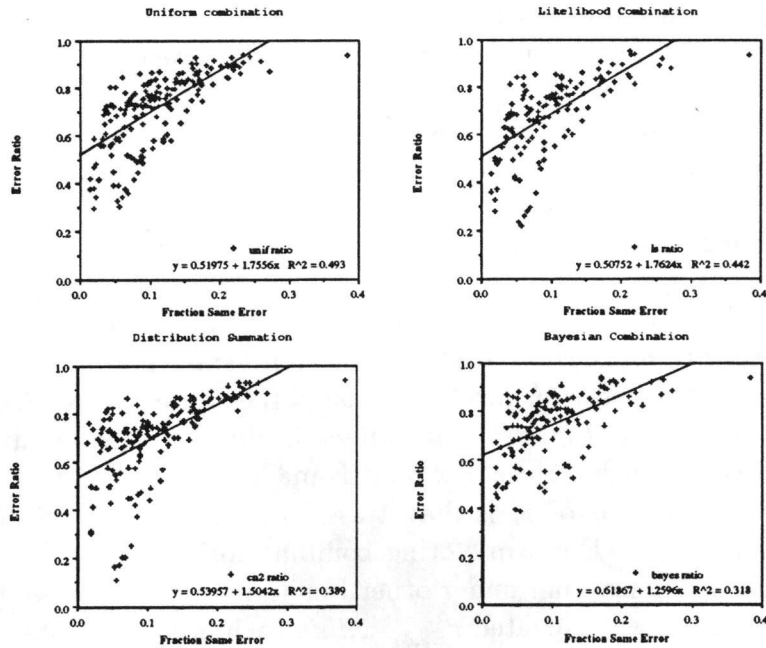 Uniform combination
1.0
0.8
0.6
0.4
0.2
0.0
Error Ratio
unif ratio
y = 0.51975 + 1.7556x R^2 = 0.493
0.0 0.1 0.2 0.3 0.4
Fraction Same Error
Likelihood Combination
1.0
0.8
0.6
0.4
0.2
0.0
Error Ratio
ls ratio
y = 0.50752 + 1.7624x R^2 = 0.442
0.0 0.1 0.2 0.3 0.4
Fraction Same Error
Distribution Summation
1.0
0.8
0.6
0.4
0.2
0.0
Error Ratio
cn2 ratio
y = 0.53957 + 1.5042x R^2 = 0.389
0.0 0.1 0.2 0.3 0.4
Fraction Same Error
Bayesian Combination
1.0
0.8
0.6
0.4
0.2
0.0
Error Ratio
bayes ratio
y = 0.61867 + 1.2596x R^2 = 0.318
0.0 0.1 0.2 0.3 0.4
Fraction Same Error